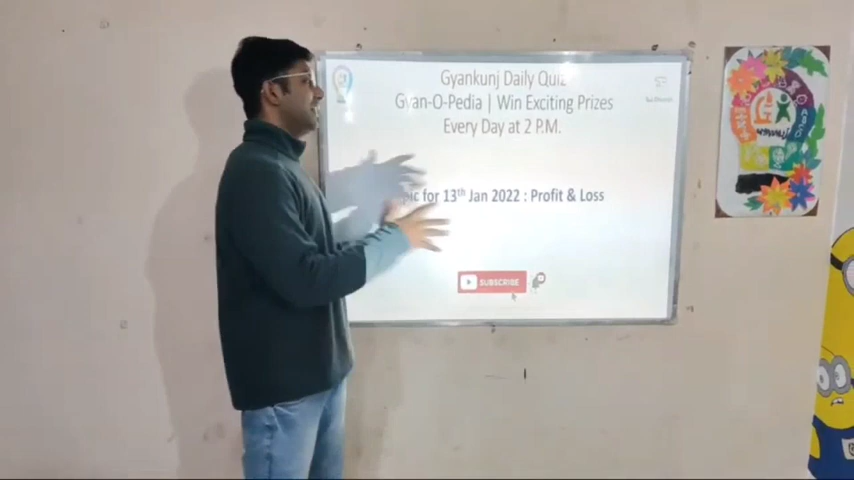 Gyankunj Daily Quiz
Gyan-O-Pedia | Win Exciting Prizes
Every Day at 2 P.M.
for 13th Jan 2022 : Profit & Loss
SUBSCRIBE